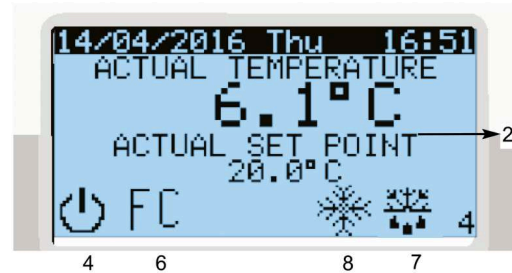 14/04/2016 Thu 16:51
ACTUAL TEMPERATURE
6.1°C
ACTUAL SET POINT
2
20.0°C
FC
4
4
6
8
7